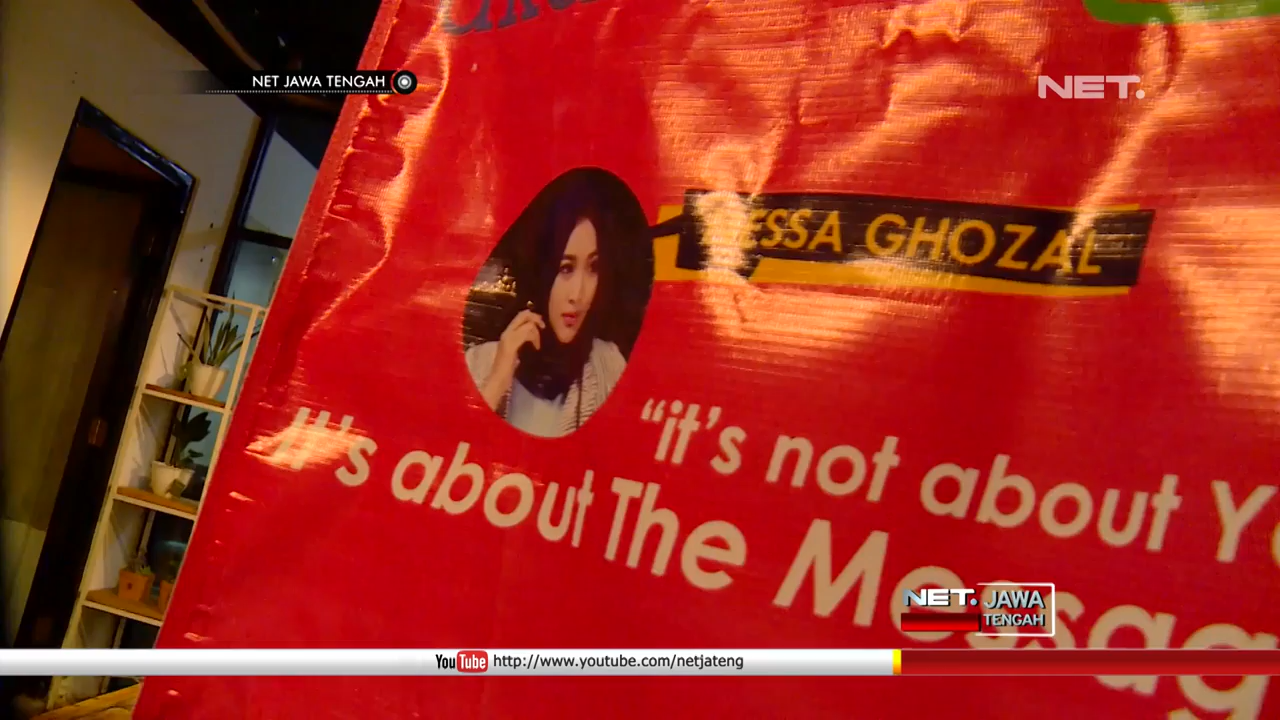 NET JAWA TENGAH
NET.
ESSA GHOZAL
"it's not about Y
It's about The Messag
NET. JAWA
TENGAH
YouTube http://www.youtube.com/netjateng